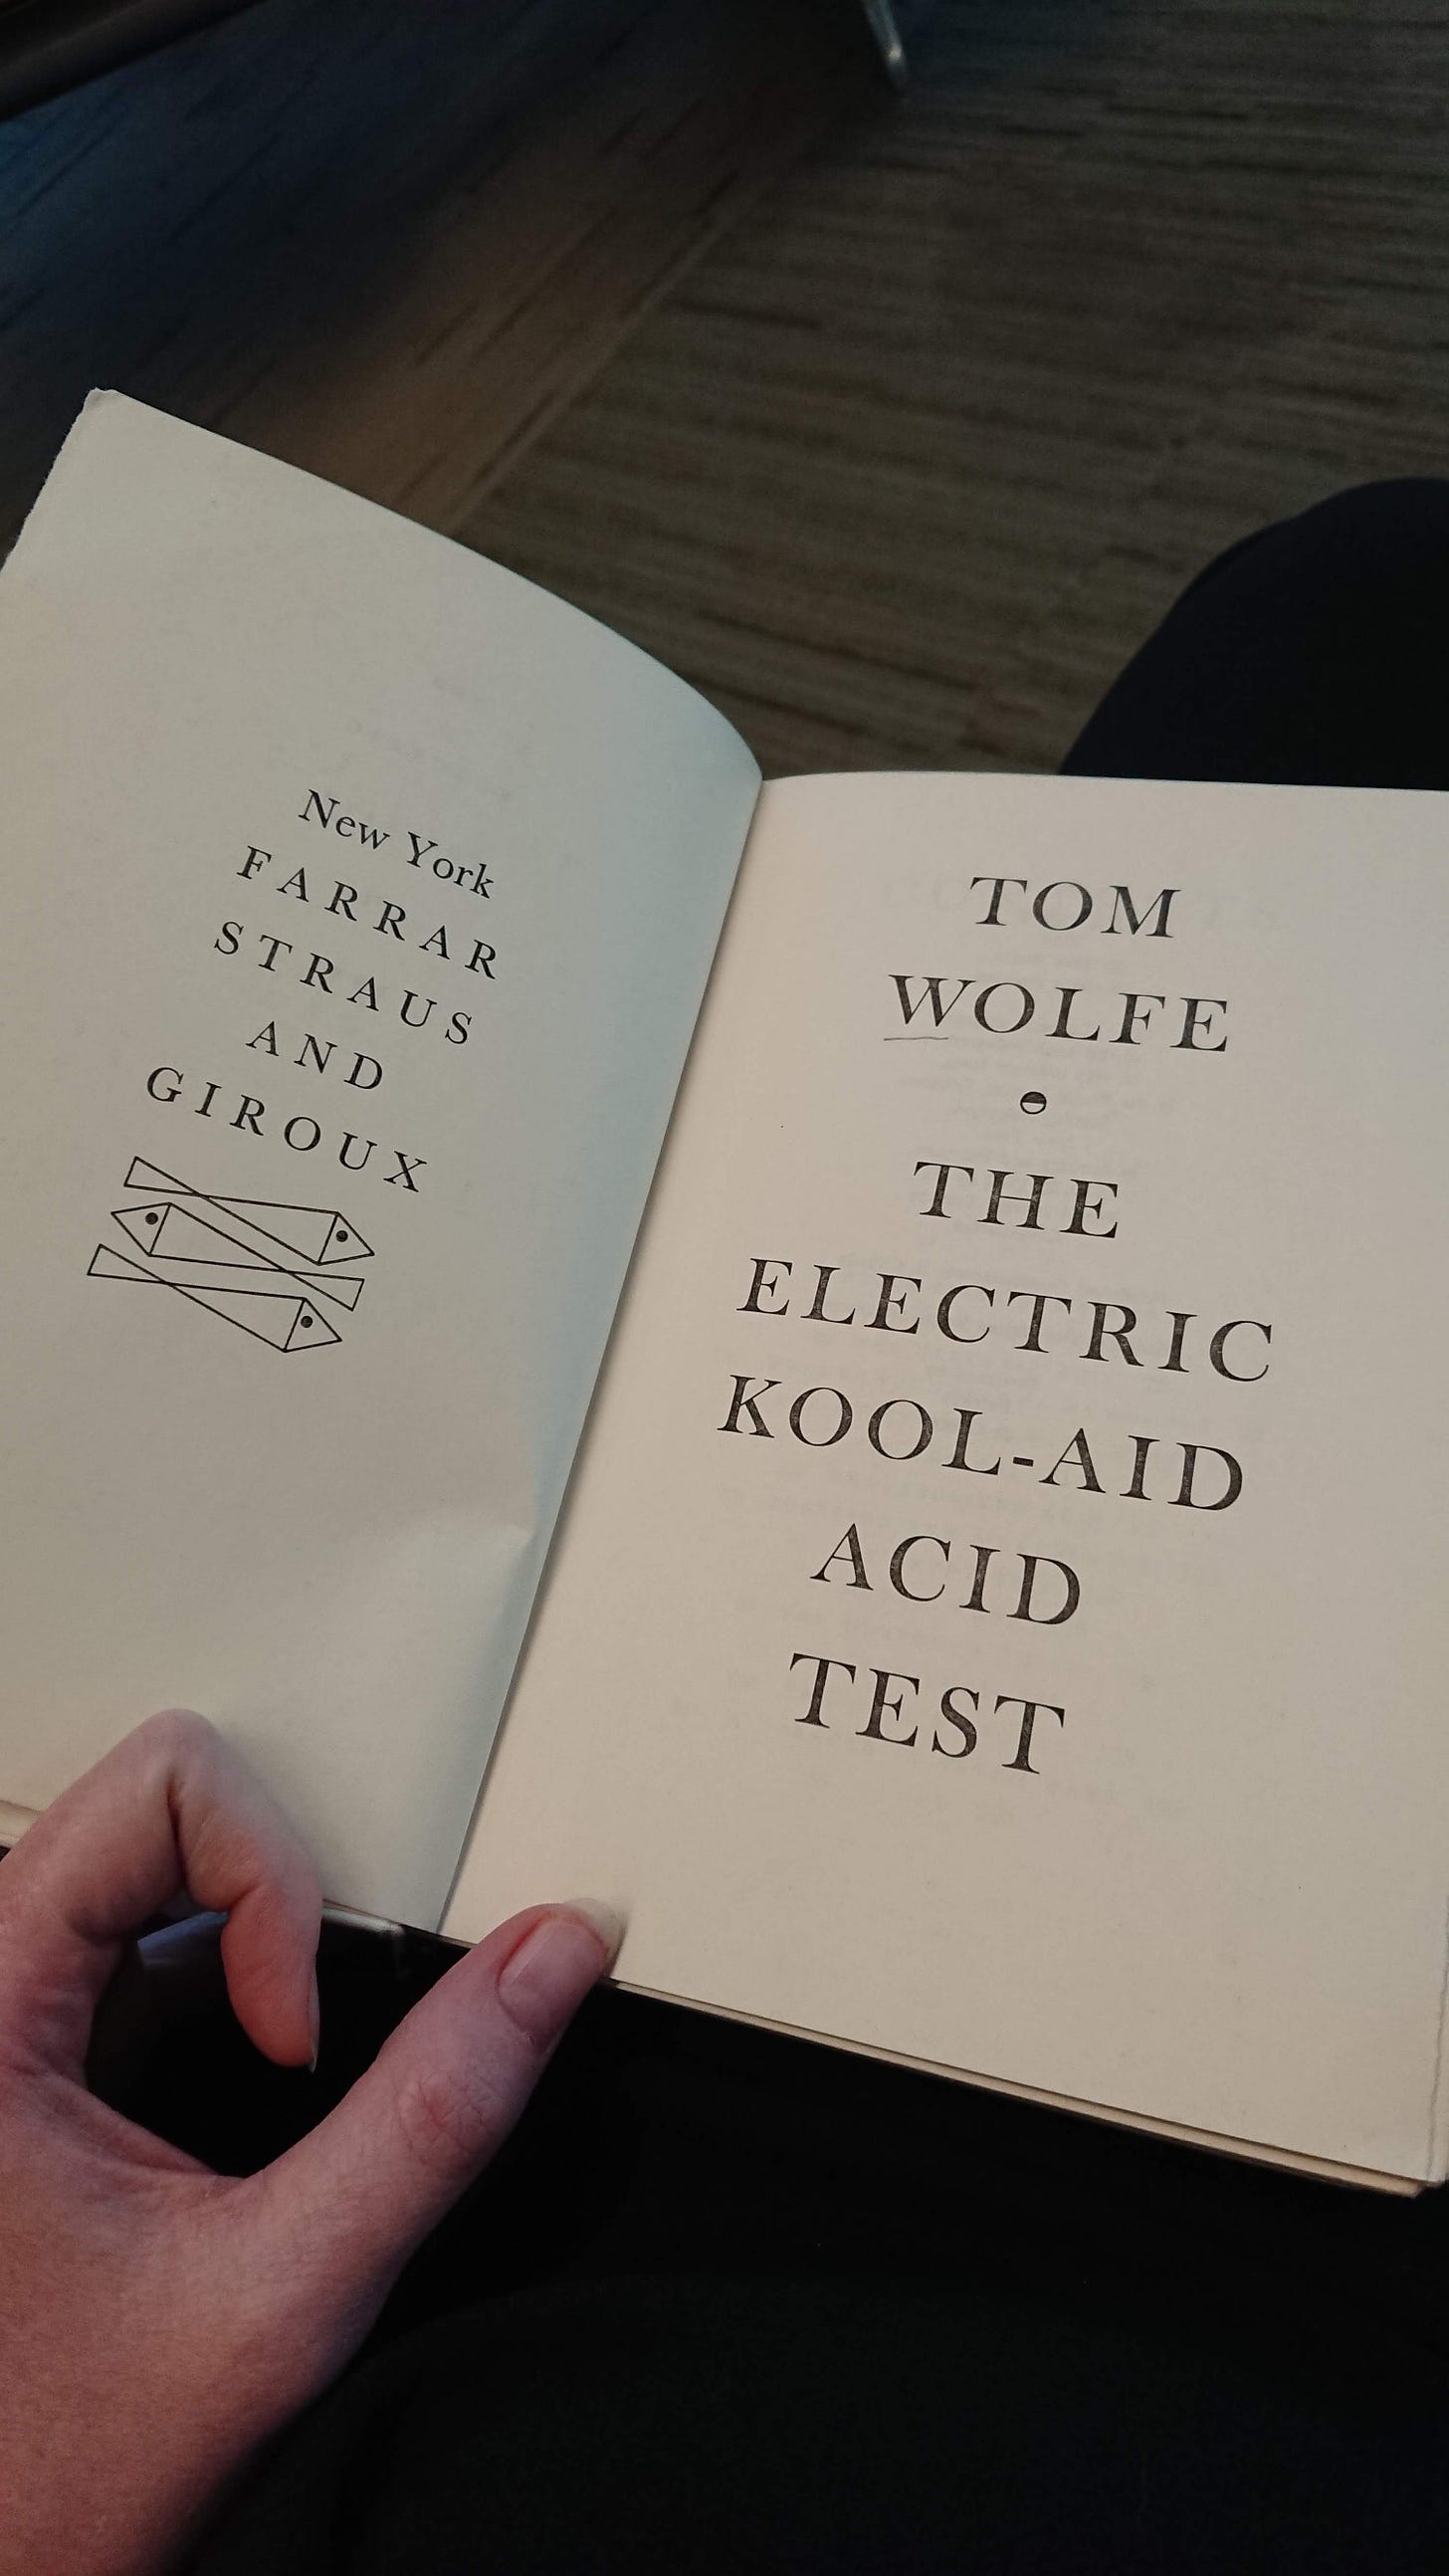 New York
FARRAR
STRAUS
AND
GIROUX
TOM
WOLFE
THE
ELECTRIC
KOOL-AID
ACID
TEST